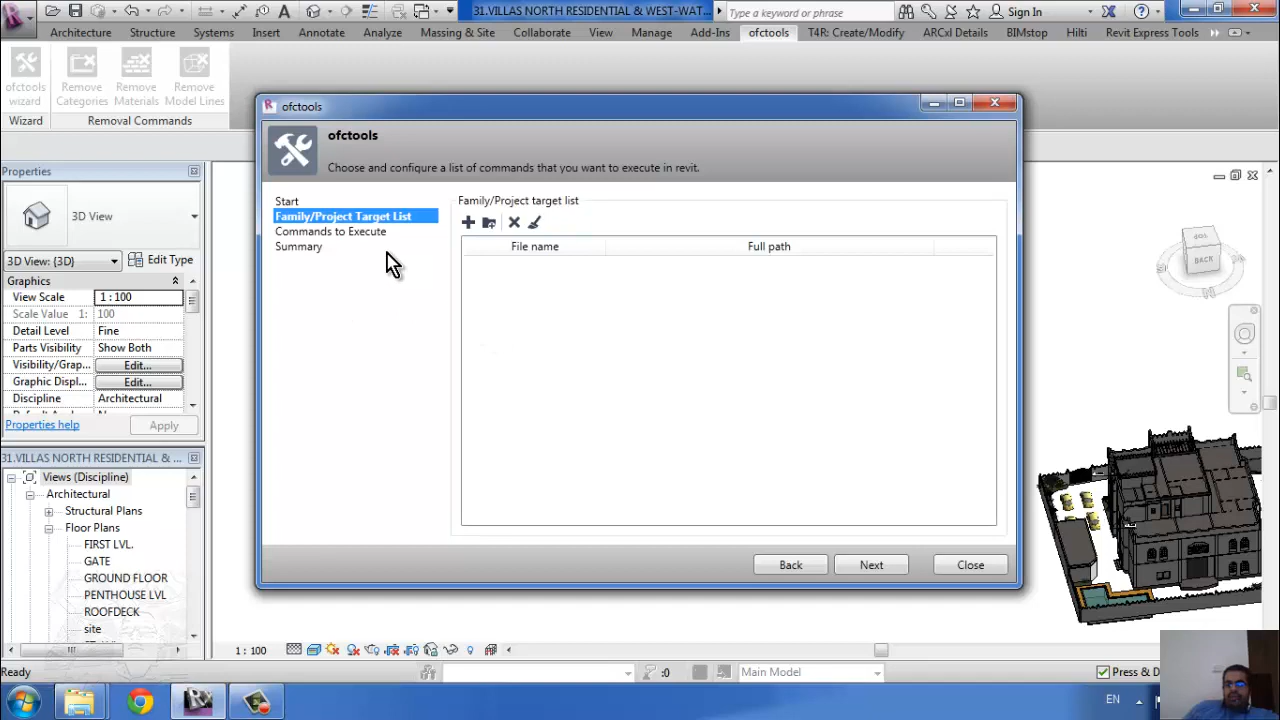 31.VILLAS NORTH RESIDENTIAL & WEST-WAT...
Type a keyword or phrase
Sign In
Architecture Structure Systems Insert Annotate Analyze Massing & Site Collaborate View Manage Add-Ins ofctools T4R: Create/Modify ARCxl Details BIMstop Hilti Revit Express Tools
ofctools wizard
Remove Categories
Remove Materials
Remove Model Lines
Wizard
Removal Commands
ofctools
ofctools
Choose and configure a list of commands that you want to execute in revit.
Start
Family/Project Target List
Commands to Execute
Summary
Family/Project target list
File name Full path
Back Next Close
Properties
3D View
3D View: {3D} Edit Type
Graphics
View Scale 1 : 100
Scale Value 1: 100
Detail Level Fine
Parts Visibility Show Both
Visibility/Grap... Edit...
Graphic Displ... Edit...
Discipline Architectural
Properties help Apply
31.VILLAS NORTH RESIDENTIAL & ...
Views (Discipline)
Architectural
Structural Plans
Floor Plans
FIRST LVL.
GATE
GROUND FLOOR
PENTHOUSE LVL
ROOFDECK
site
TOP
BACK
1 : 100
Ready
:0
Main Model
Press & D
EN